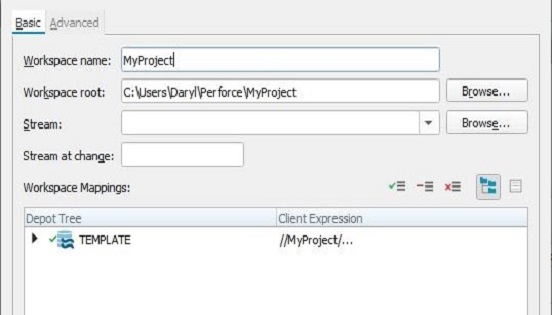 Basic Advanced
Workspace name: MyProject
Workspace root: C:\Users\Daryl\Perforce\MyProject Browse...
Stream: Browse...
Stream at change:
Workspace Mappings:
Depot Tree Client Expression
TEMPLATE //MyProject/...